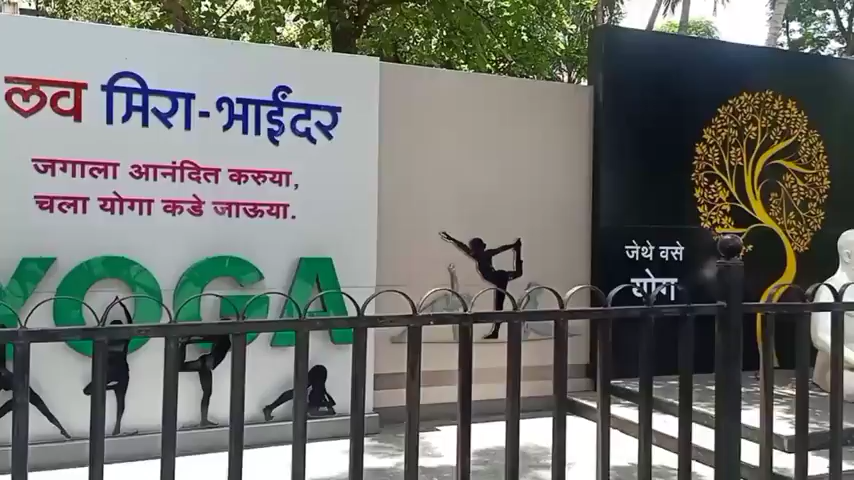 लव मिरा-भाईंदर
जगाला आनंदित करुया,
चला योगा कडे जाऊया.
YOGA
जेथे वसे
योग